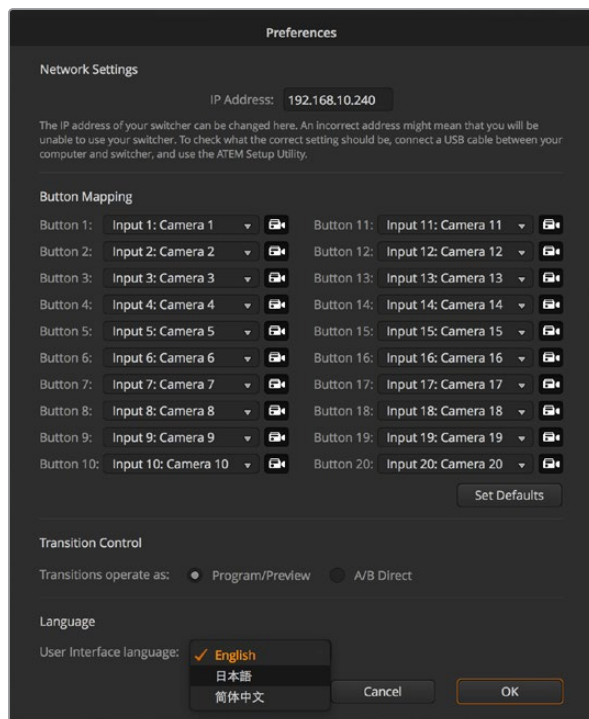 Preferences
Network Settings
IP Address: 192.168.10.240
The IP address of your switcher can be changed here. An incorrect address might mean that you will be
unable to use your switcher. To check what the correct setting should be, connect a USB cable between your
computer and switcher, and use the ATEM Setup Utility.
Button Mapping
Button 1: Input 1: Camera 1 Button 11: Input 11: Camera 11
Button 2: Input 2: Camera 2 Button 12: Input 12: Camera 12
Button 3: Input 3: Camera 3 Button 13: Input 13: Camera 13
Button 4: Input 4: Camera 4 Button 14: Input 14: Camera 14
Button 5: Input 5: Camera 5 Button 15: Input 15: Camera 15
Button 6: Input 6: Camera 6 Button 16: Input 16: Camera 16
Button 7: Input 7: Camera 7 Button 17: Input 17: Camera 17
Button 8: Input 8: Camera 8 Button 18: Input 18: Camera 18
Button 9: Input 9: Camera 9 Button 19: Input 19: Camera 19
Button 10: Input 10: Camera 10 Button 20: Input 20: Camera 20
Set Defaults
Transition Control
Transitions operate as: Program/Preview A/B Direct
Language
User Interface language: ✓ English
日本語
简体中文
Cancel OK